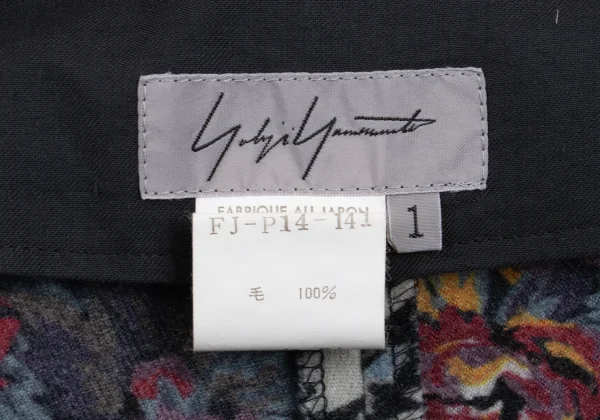 Yohji Yamamoto
FABRIQUE AU JAPON
1
FJ-P14-141
毛 100%